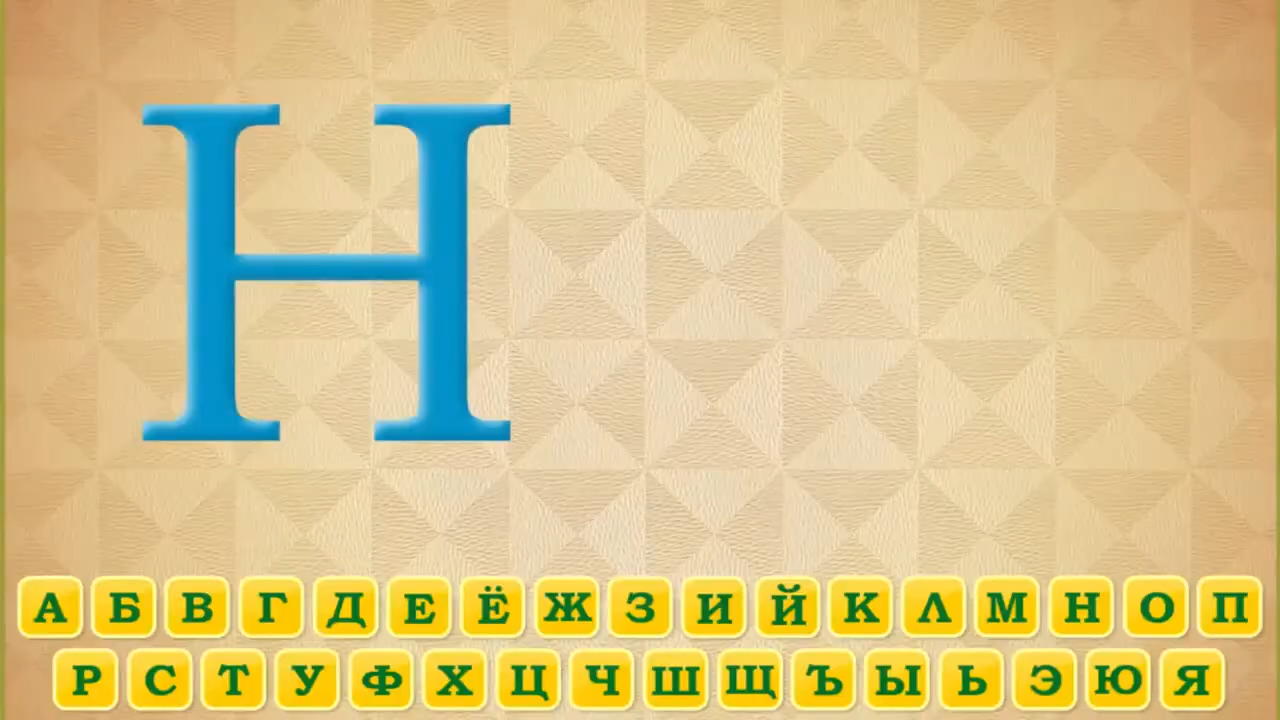 Н
А Б В Г Д Е Ё Ж З И Й К Л М Н О П
Р С Т У Ф Х Ц Ч Ш Щ Ъ Ы Ь Э Ю Я